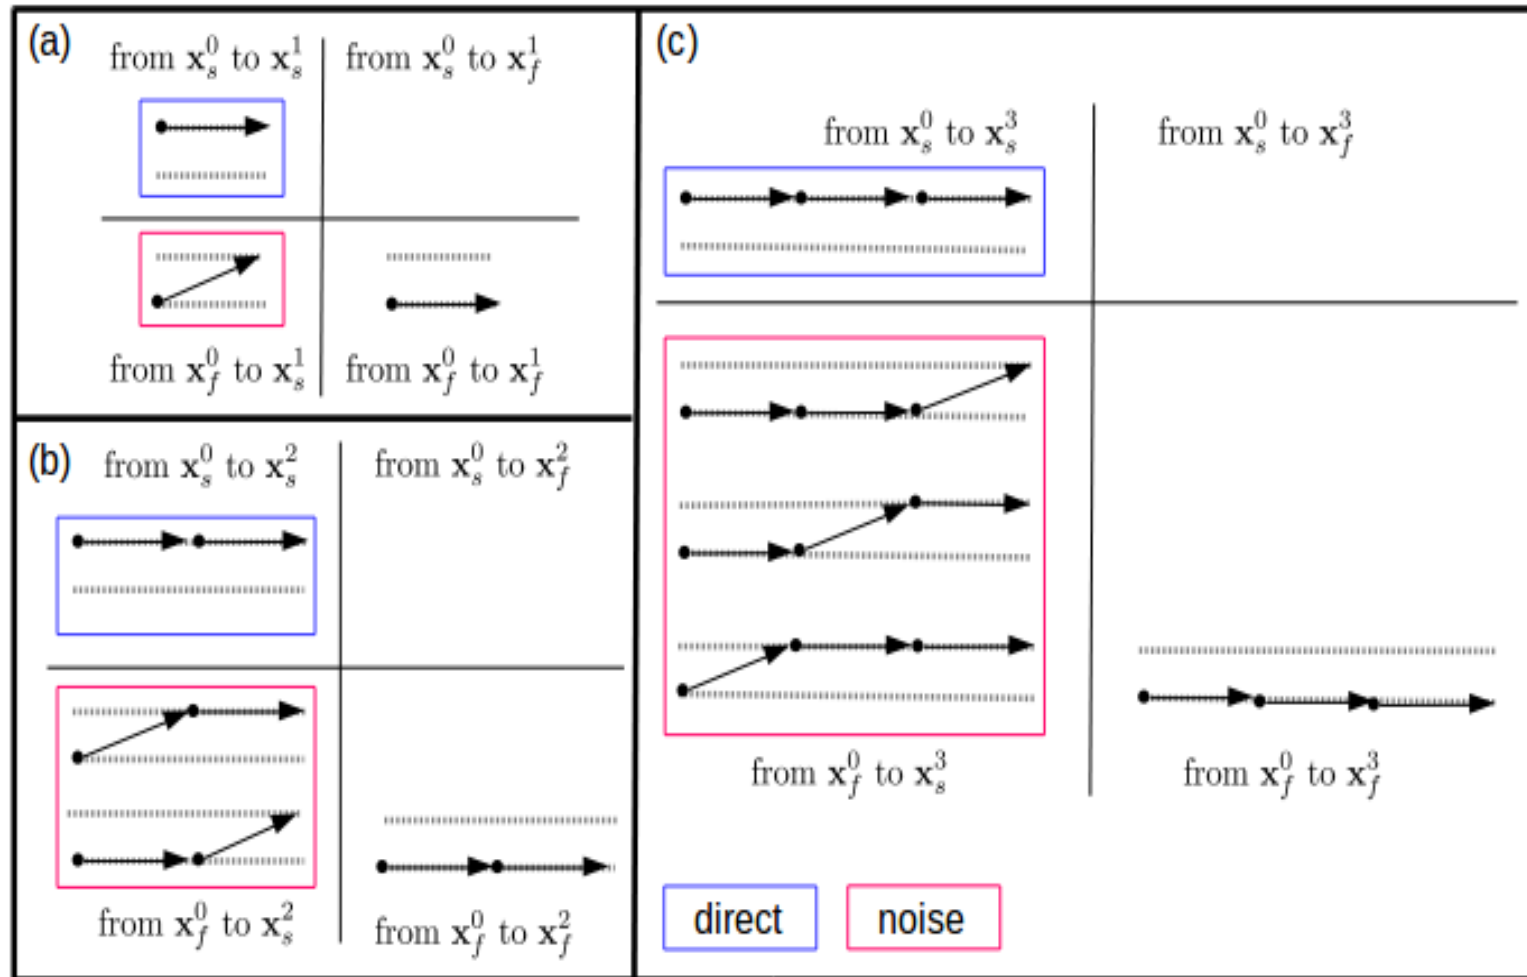 (a)
from x_s^0 to x_s^1
from x_s^0 to x_f^1
from x_f^0 to x_s^1
from x_f^0 to x_f^1
(b)
from x_s^0 to x_s^2
from x_s^0 to x_f^2
from x_f^0 to x_s^2
from x_f^0 to x_f^2
(c)
from x_s^0 to x_s^3
from x_s^0 to x_f^3
from x_f^0 to x_s^3
from x_f^0 to x_f^3
direct
noise